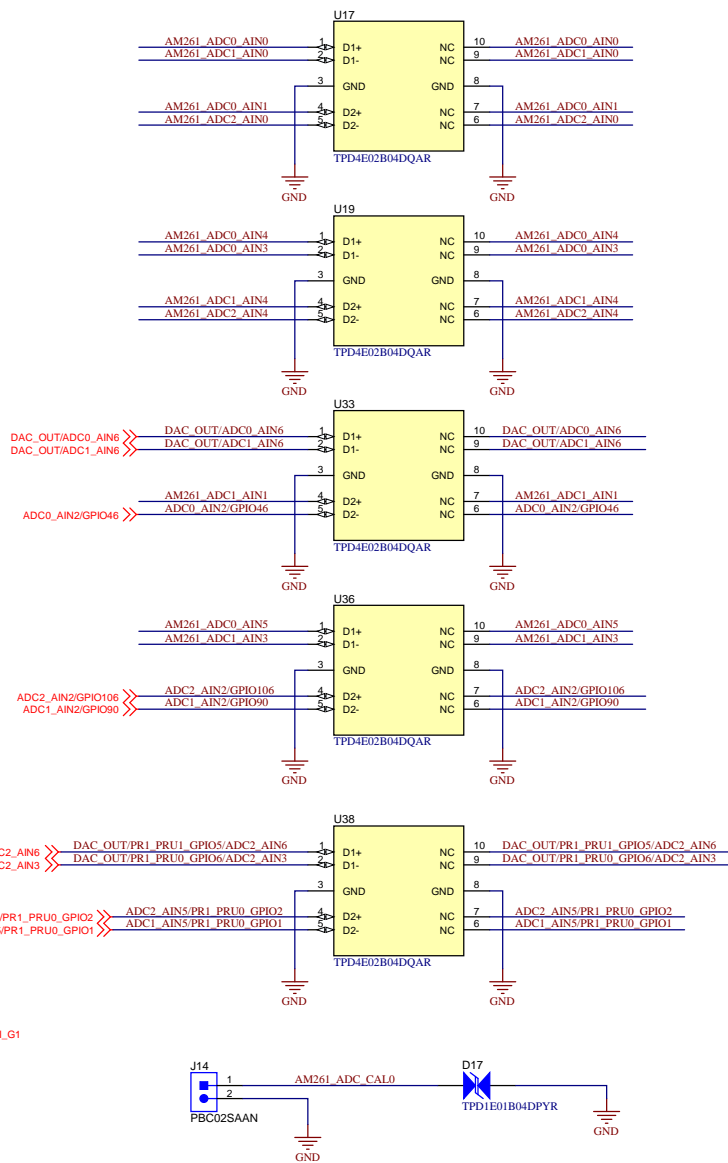 U17
AM261_ADC0_AIN0 1 D1+ NC 10 AM261_ADC0_AIN0
AM261_ADC1_AIN0 2 D1- NC 9 AM261_ADC1_AIN0
3 GND GND 8
AM261_ADC0_AIN1 4 D2+ NC 7 AM261_ADC0_AIN1
AM261_ADC2_AIN0 5 D2- NC 6 AM261_ADC2_AIN0
TPD4E02B04DQAR
GND GND
U19
AM261_ADC0_AIN4 1 D1+ NC 10 AM261_ADC0_AIN4
AM261_ADC0_AIN3 2 D1- NC 9 AM261_ADC0_AIN3
3 GND GND 8
AM261_ADC1_AIN4 4 D2+ NC 7 AM261_ADC1_AIN4
AM261_ADC2_AIN4 5 D2- NC 6 AM261_ADC2_AIN4
TPD4E02B04DQAR
GND GND
U33
DAC_OUT/ADC0_AIN6 DAC_OUT/ADC0_AIN6 1 D1+ NC 10 DAC_OUT/ADC0_AIN6
DAC_OUT/ADC1_AIN6 DAC_OUT/ADC1_AIN6 2 D1- NC 9 DAC_OUT/ADC1_AIN6
3 GND GND 8
AM261_ADC1_AIN1 4 D2+ NC 7 AM261_ADC1_AIN1
ADC0_AIN2/GPIO46 ADC0_AIN2/GPIO46 5 D2- NC 6 ADC0_AIN2/GPIO46
TPD4E02B04DQAR
GND GND
U36
AM261_ADC0_AIN5 1 D1+ NC 10 AM261_ADC0_AIN5
AM261_ADC1_AIN3 2 D1- NC 9 AM261_ADC1_AIN3
3 GND GND 8
ADC2_AIN2/GPIO106 ADC2_AIN2/GPIO106 4 D2+ NC 7 ADC2_AIN2/GPIO106
ADC1_AIN2/GPIO90 ADC1_AIN2/GPIO90 5 D2- NC 6 ADC1_AIN2/GPIO90
TPD4E02B04DQAR
GND GND
U38
C2_AIN6 DAC_OUT/PR1_PRU1_GPIO5/ADC2_AIN6 1 D1+ NC 10 DAC_OUT/PR1_PRU1_GPIO5/ADC2_AIN6
C2_AIN3 DAC_OUT/PR1_PRU0_GPIO6/ADC2_AIN3 2 D1- NC 9 DAC_OUT/PR1_PRU0_GPIO6/ADC2_AIN3
3 GND GND 8
/PR1_PRU0_GPIO2 ADC2_AIN5/PR1_PRU0_GPIO2 4 D2+ NC 7 ADC2_AIN5/PR1_PRU0_GPIO2
/PR1_PRU0_GPIO1 ADC1_AIN5/PR1_PRU0_GPIO1 5 D2- NC 6 ADC1_AIN5/PR1_PRU0_GPIO1
TPD4E02B04DQAR
GND GND
_G1
J14 D17
1 AM261_ADC_CAL0
2
PBC02SAAN TPD1E01B04DPYR
GND GND